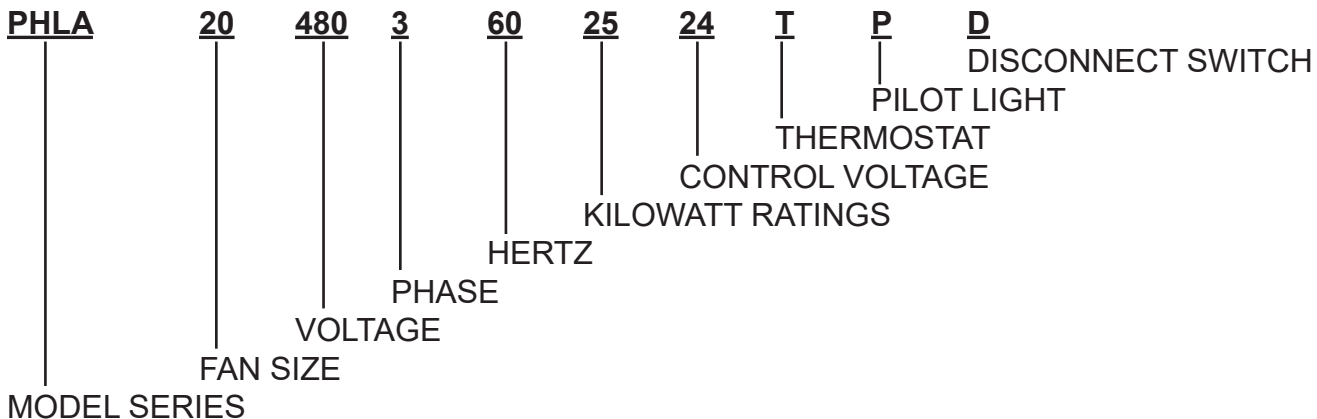 PHLA 20 480 3 60 25 24 T P D
DISCONNECT SWITCH
PILOT LIGHT
THERMOSTAT
CONTROL VOLTAGE
KILOWATT RATINGS
HERTZ
PHASE
VOLTAGE
FAN SIZE
MODEL SERIES